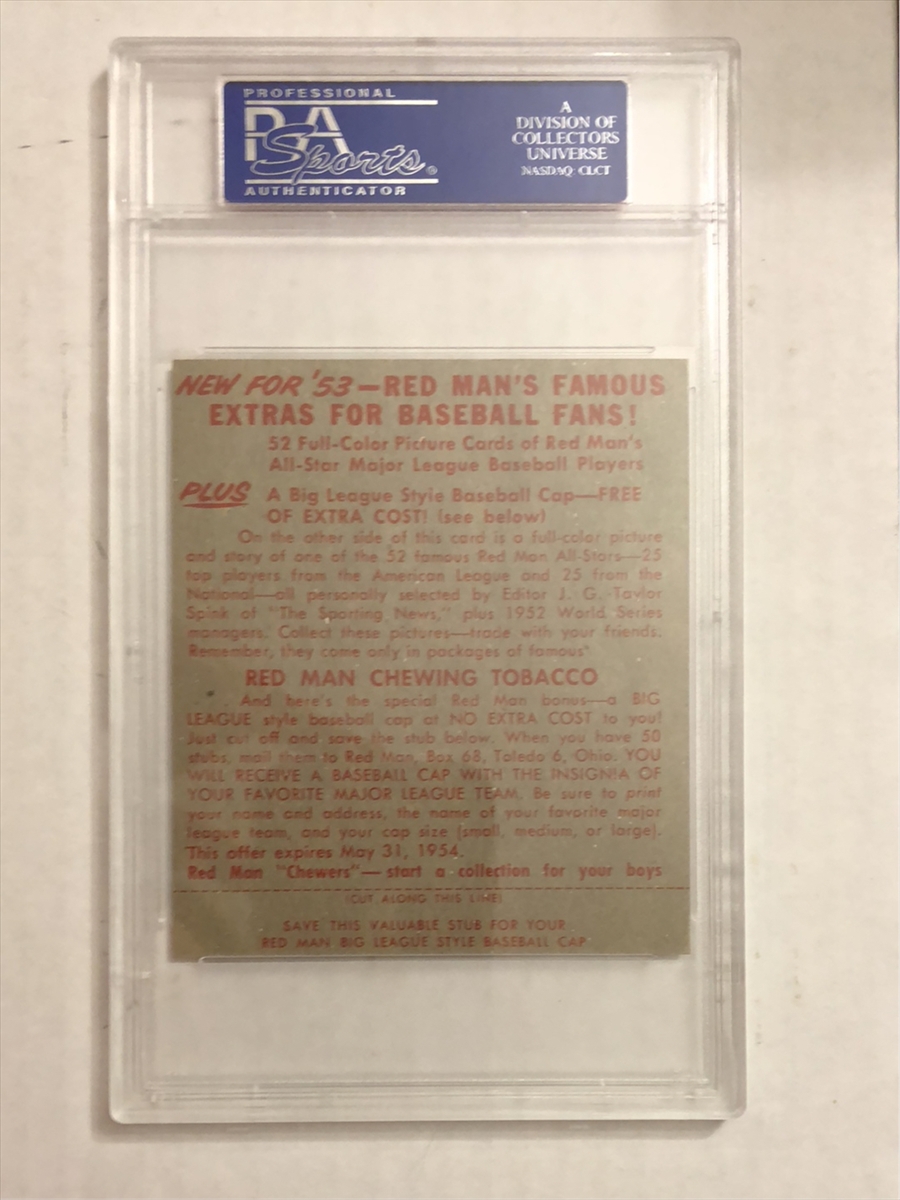 PROFESSIONAL
PSA
Sports®
AUTHENTICATOR
A
DIVISION OF
COLLECTORS
UNIVERSE
NASDAQ: CLCT
NEW FOR '53—RED MAN'S FAMOUS
EXTRAS FOR BASEBALL FANS!
52 Full-Color Picture Cards of Red Man's
All-Star Major League Baseball Players
PLUS A Big League Style Baseball Cap—FREE
OF EXTRA COST! (see below)
On the other side of this card is a full-color picture
and story of one of the 52 famous Red Man All-Stars—25
top players from the American League and 25 from the
National—all personally selected by Editor J. G. Taylor
Spink of "The Sporting News," plus 1952 World Series
managers. Collect these pictures—trade with your friends.
Remember, they come only in packages of famous"
RED MAN CHEWING TOBACCO
And here's the special Red Man bonus—a BIG
LEAGUE style baseball cap at NO EXTRA COST to you!
Just cut off and save the stub below. When you have 50
stubs, mail them to Red Man, Box 68, Toledo 6, Ohio. YOU
WILL RECEIVE A BASEBALL CAP WITH THE INSIGNIA OF
YOUR FAVORITE MAJOR LEAGUE TEAM. Be sure to print
your name and address, the name of your favorite major
league team, and your cap size (small, medium, or large).
This offer expires May 31, 1954.
Red Man "Chewers"—start a collection for your boys
(CUT ALONG THIS LINE)
SAVE THIS VALUABLE STUB FOR YOUR
RED MAN BIG LEAGUE STYLE BASEBALL CAP